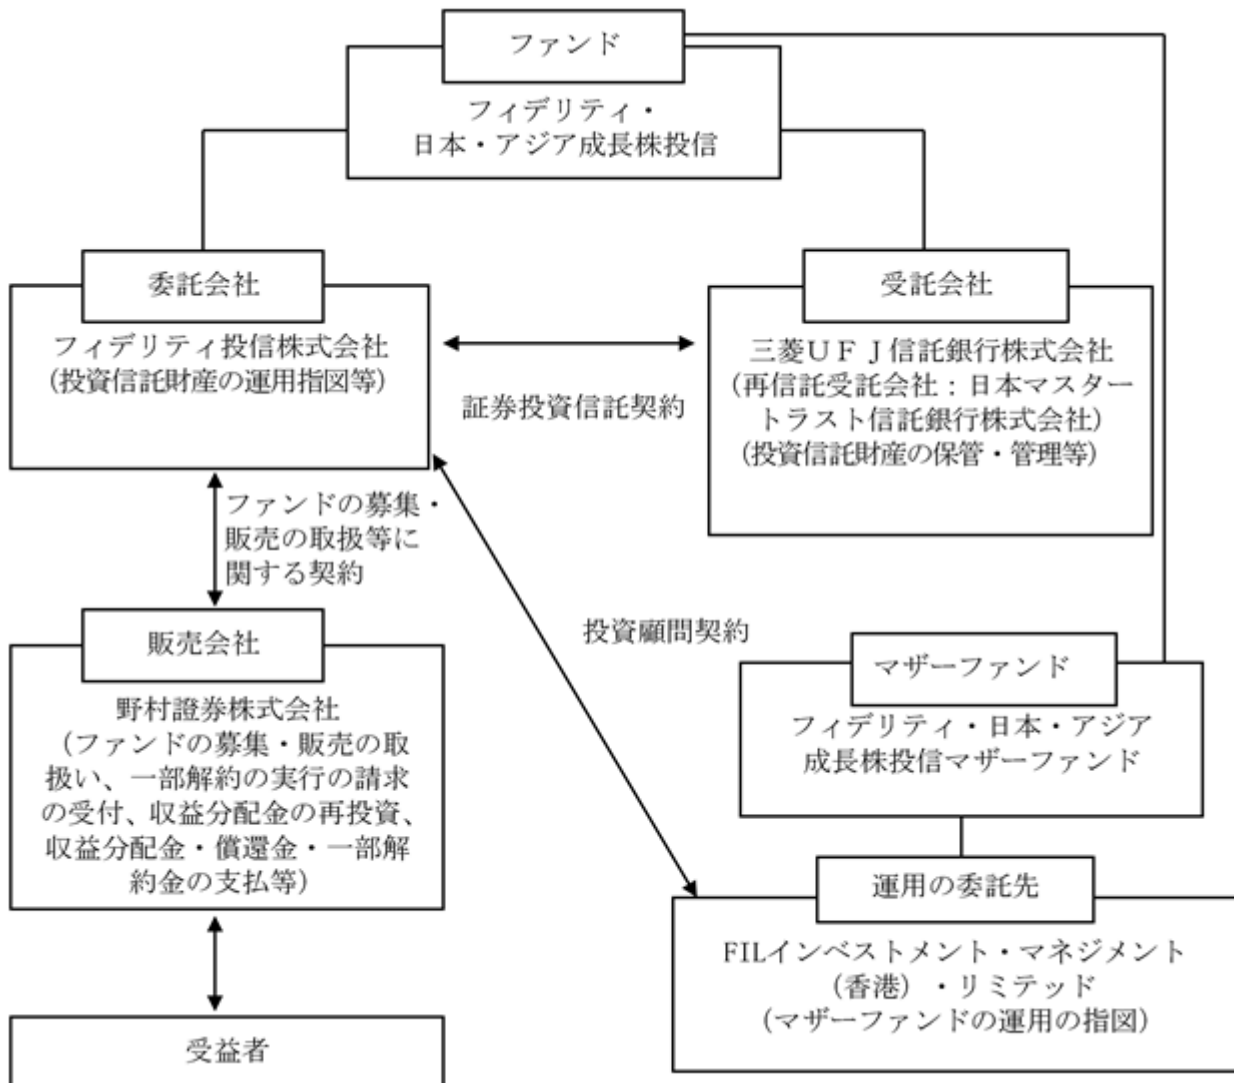 ファンド
フィデリティ・
日本・アジア成長株投信
委託会社
フィデリティ投信株式会社
(投資信託財産の運用指図等)
証券投資信託契約
受託会社
三菱ＵＦＪ信託銀行株式会社
(再信託受託会社：日本マスター
トラスト信託銀行株式会社)
(投資信託財産の保管・管理等)
ファンドの募集・
販売の取扱等に
関する契約
投資顧問契約
販売会社
野村證券株式会社
（ファンドの募集・販売の取
扱い、一部解約の実行の請求
の受付、収益分配金の再投資、
収益分配金・償還金・一部解
約金の支払等）
マザーファンド
フィデリティ・日本・アジア
成長株投信マザーファンド
運用の委託先
FILインベストメント・マネジメント
（香港）・リミテッド
（マザーファンドの運用の指図）
受益者